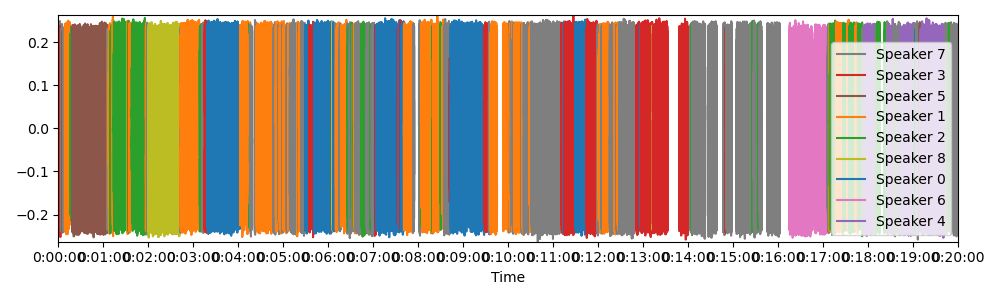 0.2
0.1
0.0
−0.1
−0.2
Speaker 7
Speaker 3
Speaker 5
Speaker 1
Speaker 2
Speaker 8
Speaker 0
Speaker 6
Speaker 4
0:00:00 0:01:00 0:02:00 0:03:00 0:04:00 0:05:00 0:06:00 0:07:00 0:08:00 0:09:00 0:10:00 0:11:00 0:12:00 0:13:00 0:14:00 0:15:00 0:16:00 0:17:00 0:18:00 0:19:00 0:20:00
Time